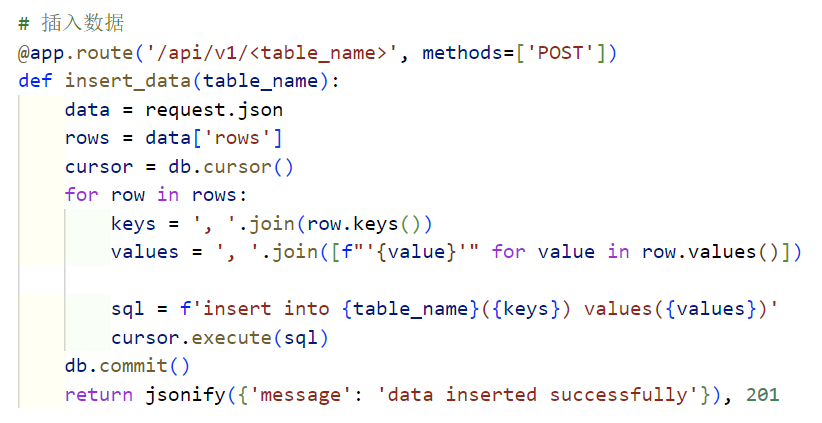 # 插入数据
@app.route('/api/v1/<table_name>', methods=['POST'])
def insert_data(table_name):
    data = request.json
    rows = data['rows']
    cursor = db.cursor()
    for row in rows:
        keys = ', '.join(row.keys())
        values = ', '.join([f"'{value}'" for value in row.values()])

        sql = f'insert into {table_name}({keys}) values({values})'
        cursor.execute(sql)
    db.commit()
    return jsonify({'message': 'data inserted successfully'}), 201